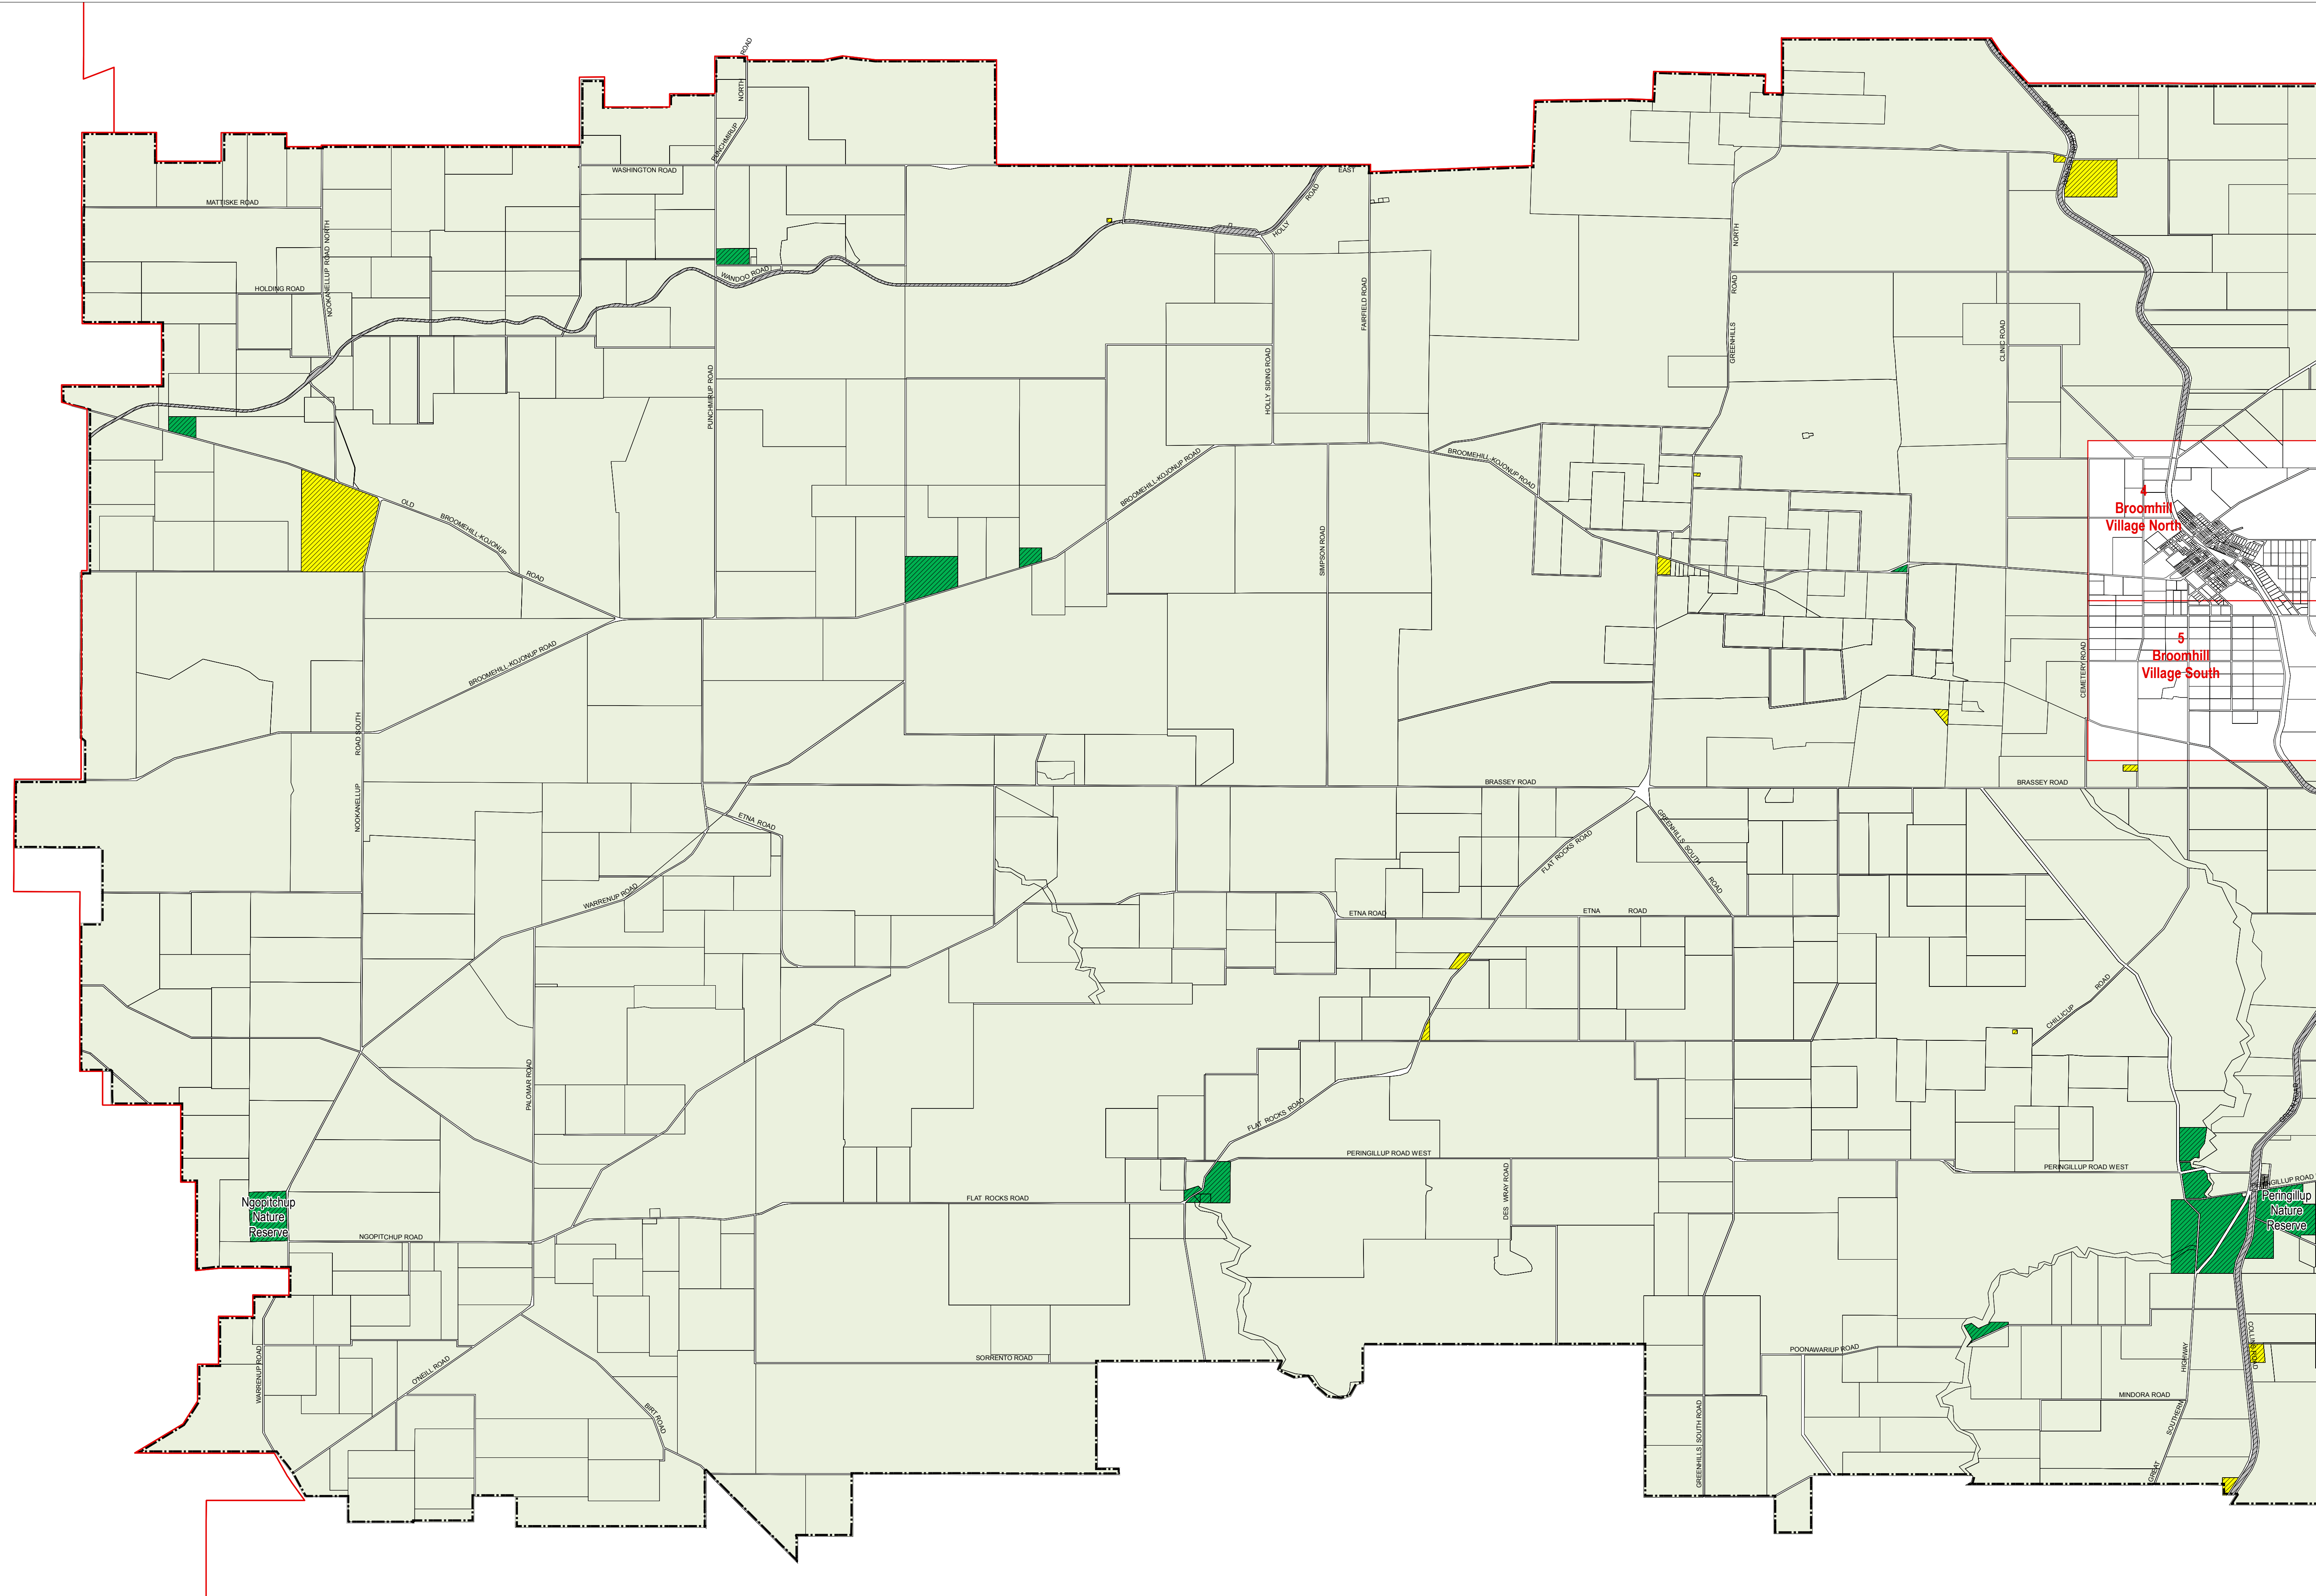 ROAD
NORTH
PUNCHMIRUP
WASHINGTON ROAD
EAST
MATTISKE ROAD
NOOKANELLUP ROAD NORTH
HOLDING ROAD
WANDOO ROAD
HOLLY
ROAD
FAIRFIELD ROAD
NORTH
ROAD
GREENHILLS
CLINIC ROAD
PUNCHMIRUP ROAD
HOLLY SIDING ROAD
BROOMEHILL-KOJONUP ROAD
BROOMEHILL-KOJONUP ROAD
OLD
BROOMEHILL-KOJONUP
ROAD
SIMPSON ROAD
4
Broomhill
Village North
5
Broomhill
Village South
CEMETERY ROAD
BROOMEHILL-KOJONUP ROAD
ROAD SOUTH
NOOKANELLUP
BRASSEY ROAD
BRASSEY ROAD
ETNA ROAD
FLAT ROCKS ROAD
GREENHILLS SOUTH
ROAD
WARRENUP ROAD
ETNA ROAD
ETNA ROAD
CHILLICUP ROAD
PALOMAR ROAD
FLAT ROCKS ROAD
PERINGILLUP ROAD WEST
PERINGILLUP ROAD WEST
DES WRAY ROAD
FLAT ROCKS ROAD
Ngopitchup
Nature
Reserve
NGOPITCHUP ROAD
NGILLUP ROAD
Peringillup
Nature
Reserve
SORRENTO ROAD
POONAWARIUP ROAD
WARRENUP ROAD
O'NEILL ROAD
BIRT ROAD
GREENHILLS SOUTH ROAD
MINDORA ROAD
HIGHWAY
SOUTHERN
GREAT